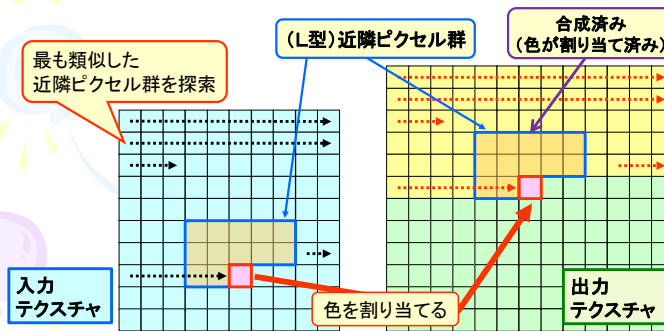 最も類似した
近隣ピクセル群を探索
(L型)近隣ピクセル群
合成済み
(色が割り当て済み)
入力
テクスチャ
色を割り当てる
出力
テクスチャ